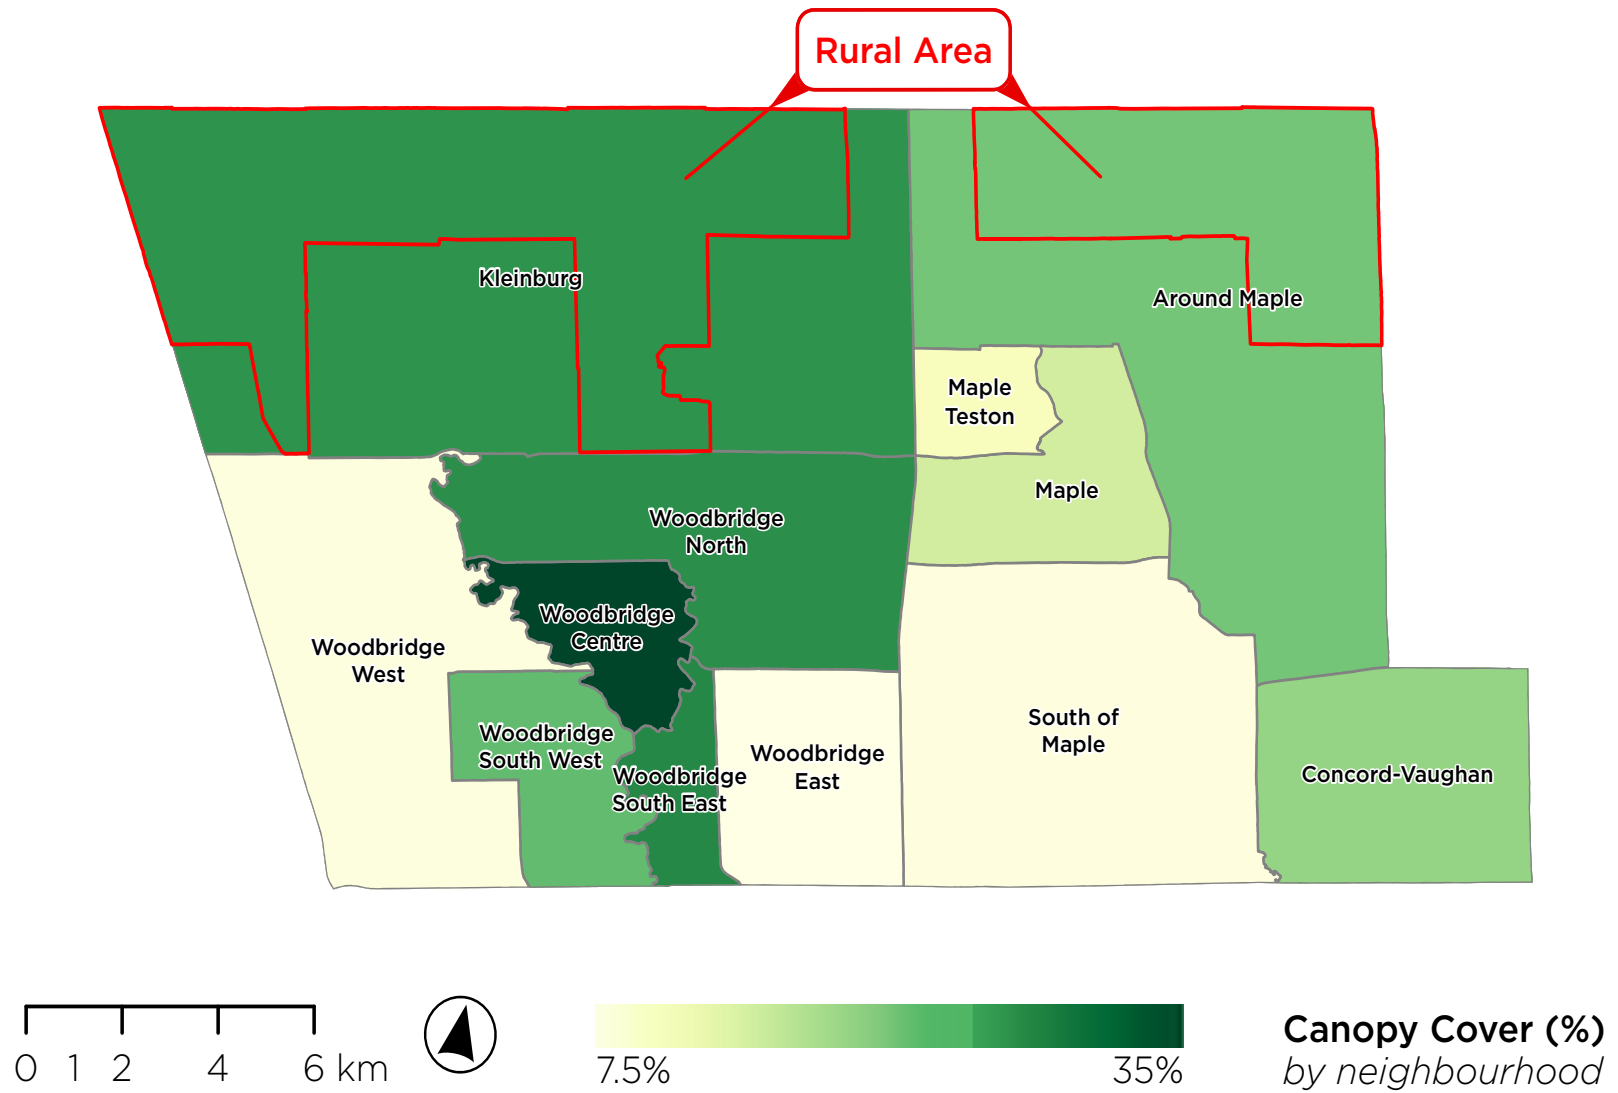 Rural Area
Kleinburg
Around Maple
Maple
Teston
Maple
Woodbridge
North
Woodbridge
Centre
Woodbridge
West
South of
Maple
Woodbridge
South West
Woodbridge
East
Woodbridge
South East
Concord-Vaughan
0 1 2 4 6 km
7.5% 35%
Canopy Cover (%)
by neighbourhood